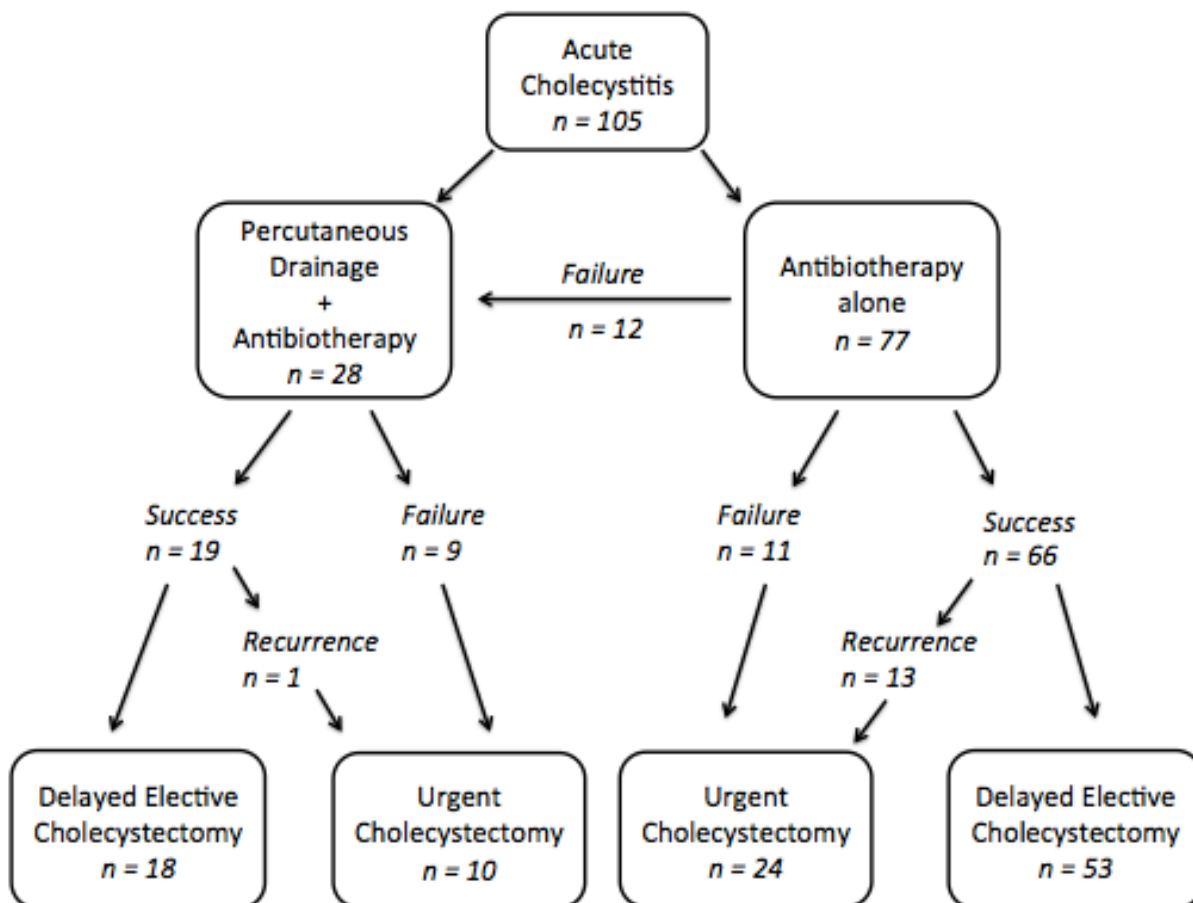 Acute
Cholecystitis
n = 105
Percutaneous
Drainage
+
Antibiotherapy
n = 28
Failure
n = 12
Antibiotherapy
alone
n = 77
Success
n = 19
Failure
n = 9
Failure
n = 11
Success
n = 66
Recurrence
n = 1
Recurrence
n = 13
Delayed Elective
Cholecystectomy
n = 18
Urgent
Cholecystectomy
n = 10
Urgent
Cholecystectomy
n = 24
Delayed Elective
Cholecystectomy
n = 53